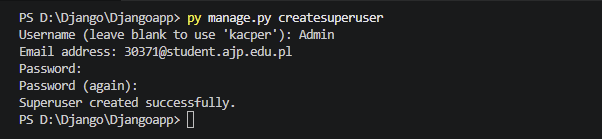 PS D:\Django\Djangoapp> py manage.py createsuperuser
Username (leave blank to use 'kacper'): Admin
Email address: 30371@student.ajp.edu.pl
Password:
Password (again):
Superuser created successfully.
PS D:\Django\Djangoapp>